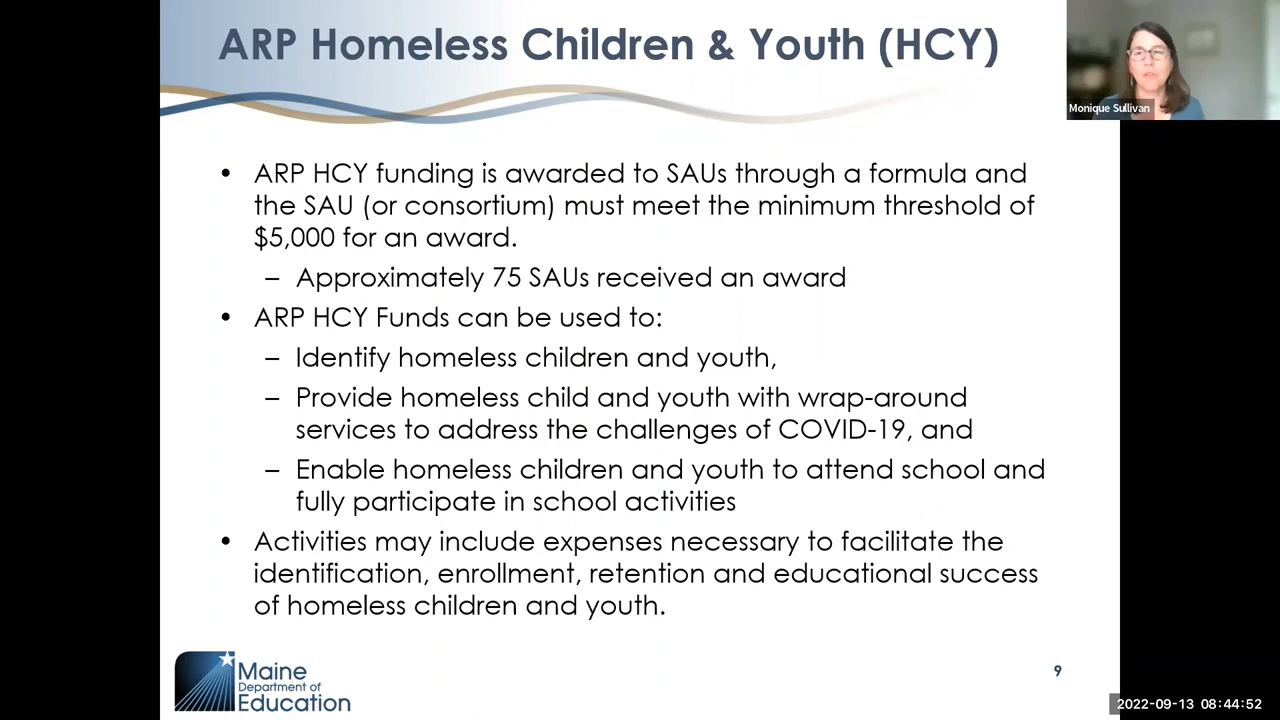 ARP Homeless Children & Youth (HCY)
Monique Sullivan
• ARP HCY funding is awarded to SAUs through a formula and
the SAU (or consortium) must meet the minimum threshold of
$5,000 for an award.
– Approximately 75 SAUs received an award
• ARP HCY Funds can be used to:
– Identify homeless children and youth,
– Provide homeless child and youth with wrap-around
services to address the challenges of COVID-19, and
– Enable homeless children and youth to attend school and
fully participate in school activities
• Activities may include expenses necessary to facilitate the
identification, enrollment, retention and educational success
of homeless children and youth.
Maine
Department of
Education
9
2022-09-13 08:44:52